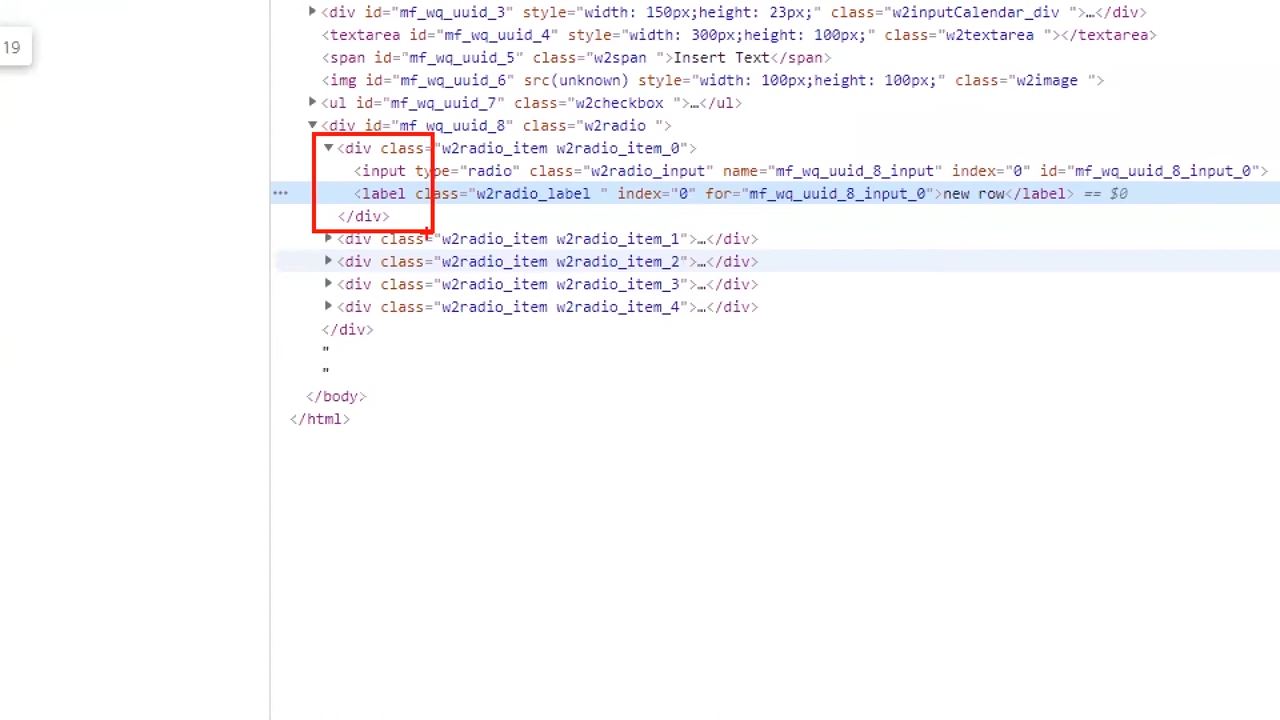 <div id="mf_wq_uuid_3" style="width: 150px;height: 23px;" class="w2inputCalendar_div ">…</div>
<textarea id="mf_wq_uuid_4" style="width: 300px;height: 100px;" class="w2textarea "></textarea>
19
<span id="mf_wq_uuid_5" class="w2span ">Insert Text</span>
<img id="mf_wq_uuid_6" src(unknown) style="width: 100px;height: 100px;" class="w2image ">
<ul id="mf_wq_uuid_7" class="w2checkbox ">…</ul>
<div id="mf_wq_uuid_8" class="w2radio ">
<div class="w2radio_item w2radio_item_0">
<input type="radio" class="w2radio_input" name="mf_wq_uuid_8_input" index="0" id="mf_wq_uuid_8_input_0">
<label class="w2radio_label " index="0" for="mf_wq_uuid_8_input_0">new row</label> == $0
</div>
<div class="w2radio_item w2radio_item_1">…</div>
<div class="w2radio_item w2radio_item_2">…</div>
<div class="w2radio_item w2radio_item_3">…</div>
<div class="w2radio_item w2radio_item_4">…</div>
</div>
"
"
</body>
</html>